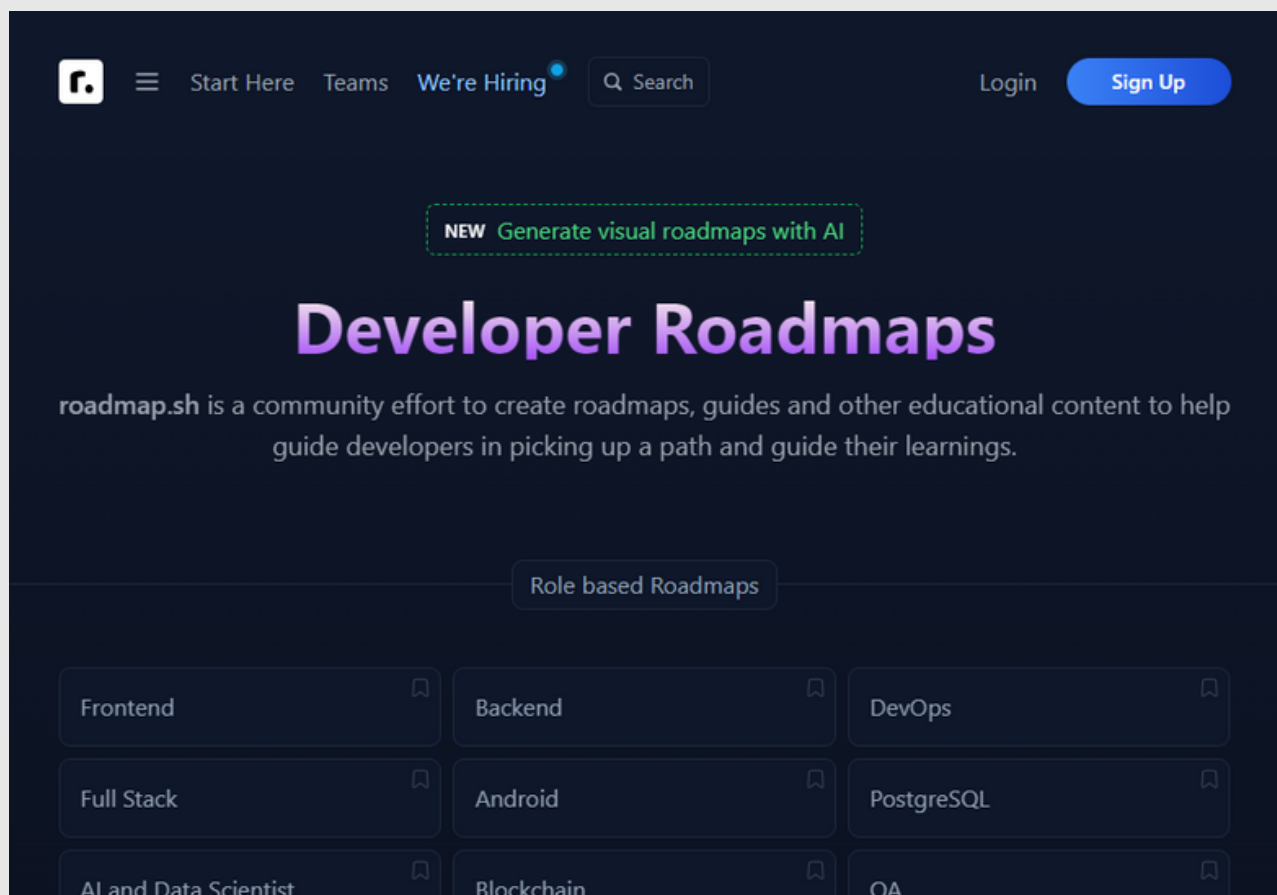 r.
Start Here
Teams
We're Hiring
Search
Login
Sign Up
NEW Generate visual roadmaps with AI
Developer Roadmaps
roadmap.sh is a community effort to create roadmaps, guides and other educational content to help
guide developers in picking up a path and guide their learnings.
Role based Roadmaps
Frontend
Backend
DevOps
Full Stack
Android
PostgreSQL
AI and Data Scientist
Blockchain
QA